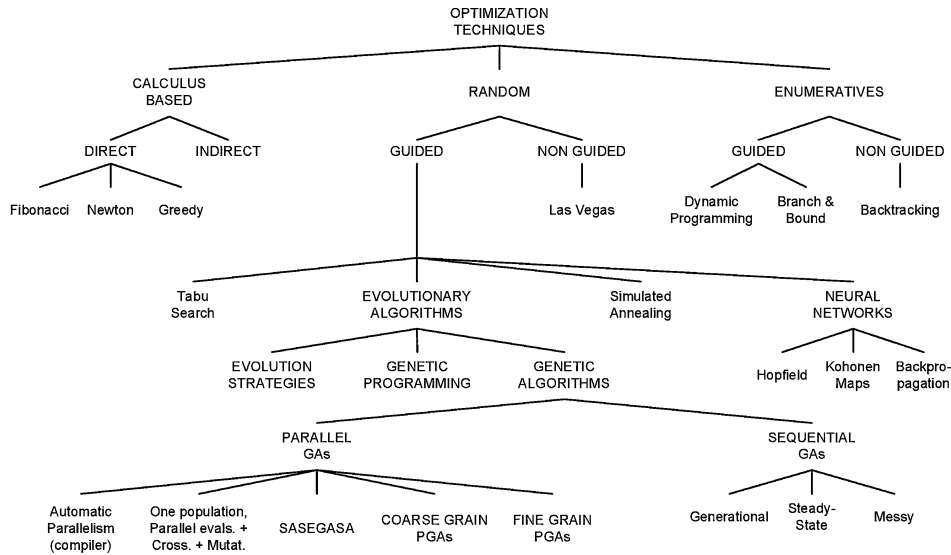 OPTIMIZATION
TECHNIQUES
CALCULUS
BASED
RANDOM
ENUMERATIVES
DIRECT
INDIRECT
GUIDED
NON GUIDED
GUIDED
NON GUIDED
Fibonacci
Newton
Greedy
Las Vegas
Dynamic
Programming
Branch &
Bound
Backtracking
Tabu
Search
EVOLUTIONARY
ALGORITHMS
Simulated
Annealing
NEURAL
NETWORKS
EVOLUTION
STRATEGIES
GENETIC
PROGRAMMING
GENETIC
ALGORITHMS
Hopfield
Kohonen
Maps
Backpro-
pagation
PARALLEL
GAs
SEQUENTIAL
GAs
Automatic
Parallelism
(compiler)
One population,
Parallel evals. +
Cross. + Mutat.
SASEGASA
COARSE GRAIN
PGAs
FINE GRAIN
PGAs
Generational
Steady-
State
Messy